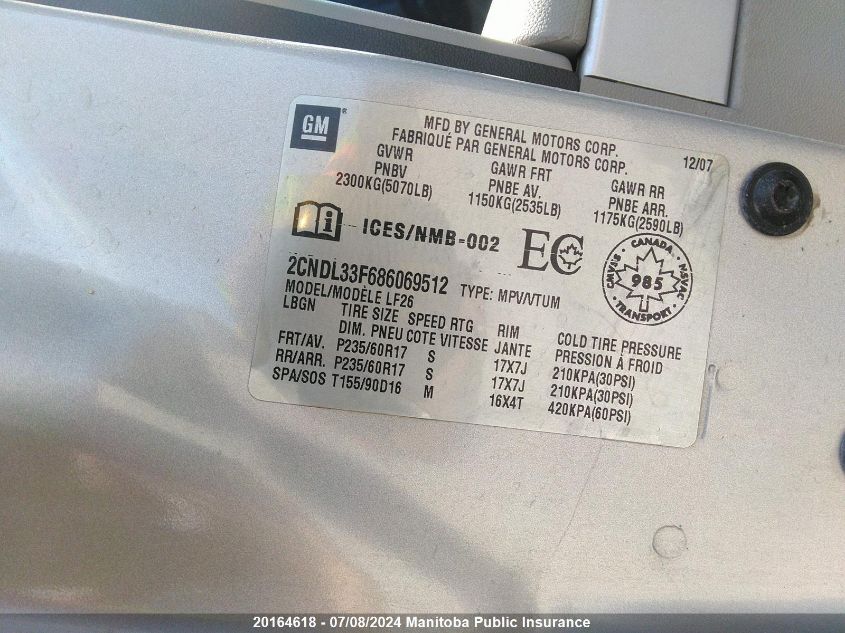 GM ®
MFD BY GENERAL MOTORS CORP.
FABRIQUÉ PAR GENERAL MOTORS CORP.
12/07
GVWR GAWR FRT GAWR RR
PNBV PNBE AV. PNBE ARR.
2300KG(5070LB) 1150KG(2535LB) 1175KG(2590LB)
i ICES/NMB-002 EC
CANADA
CMVSS 985 NSVAC
TRANSPORT
2CNDL33F686069512 TYPE: MPV/VTUM
MODEL/MODÈLE LF26
LBGN TIRE SIZE SPEED RTG RIM COLD TIRE PRESSURE
DIM. PNEU COTE VITESSE JANTE PRESSION À FROID
FRT/AV. P235/60R17 S 17X7J 210KPA(30PSI)
RR/ARR. P235/60R17 S 17X7J 210KPA(30PSI)
SPA/SOS T155/90D16 M 16X4T 420KPA(60PSI)
20164618 - 07/08/2024 Manitoba Public Insurance